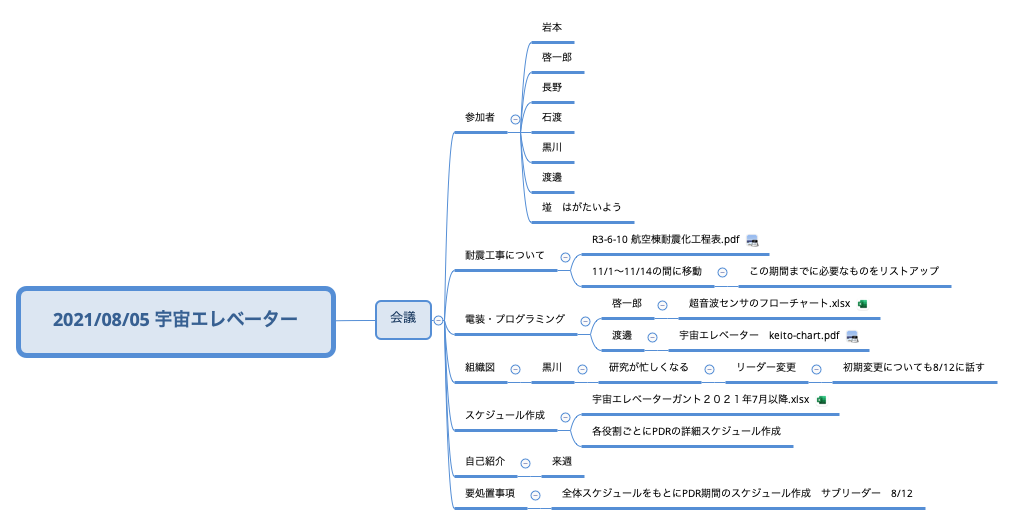 2021/08/05 宇宙エレベーター
会議
参加者
岩本
啓一郎
長野
石渡
黒川
渡邊
墐　はがたいよう
耐震工事について
R3-6-10 航空棟耐震化工程表.pdf
11/1〜11/14の間に移動
この期間までに必要なものをリストアップ
電装・プログラミング
啓一郎
超音波センサのフローチャート.xlsx
渡邊
宇宙エレベーター　keito-chart.pdf
組織図
黒川
研究が忙しくなる
リーダー変更
初期変更についても8/12に話す
スケジュール作成
宇宙エレベーターガント２０２１年7月以降.xlsx
各役割ごとにPDRの詳細スケジュール作成
自己紹介
来週
要処置事項
全体スケジュールをもとにPDR期間のスケジュール作成　サブリーダー　8/12